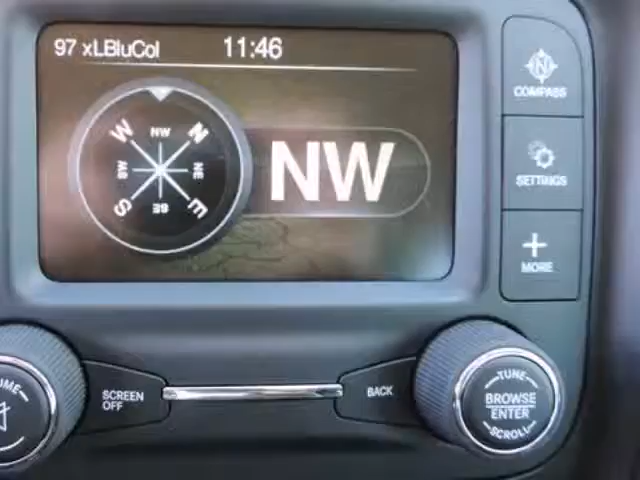 97 xLBluCol 11:46
COMPASS
NW
W N
SW NE
S E
SE
NW
SETTINGS
MORE
SCREEN
OFF
BACK
TUNE
BROWSE
ENTER
SCROLL